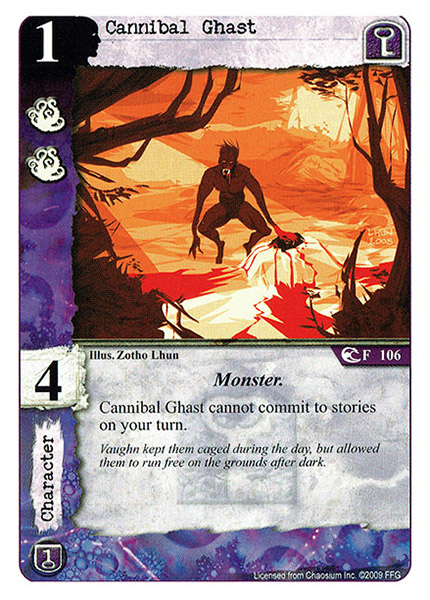 1
Cannibal Ghast
LHUN
2008
Illus. Zotho Lhun
F 106
4
Monster.
Cannibal Ghast cannot commit to stories
on your turn.
Vaughn kept them caged during the day, but allowed
them to run free on the grounds after dark.
Character
1
Licensed from Chaosium Inc. ©2009 FFG